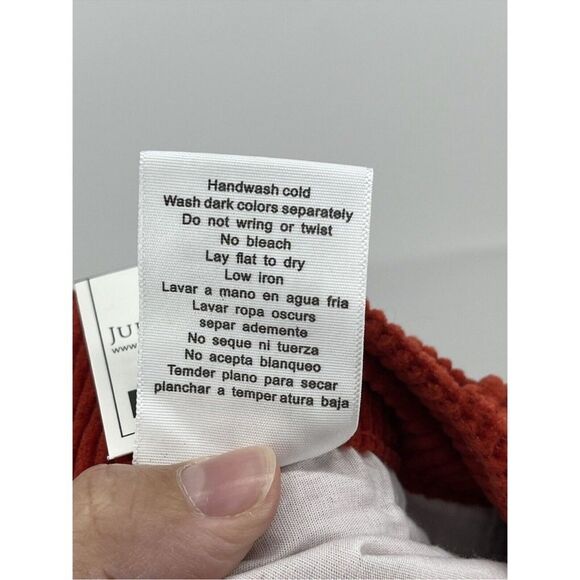 Handwash cold
Wash dark colors separately
Do not wring or twist
No bleach
Lay flat to dry
Low iron
Lavar a mano en agua fria
Lavar ropa oscurs
separ ademente
No seque ni tuerza
No acepta blanqueo
Temder plano para secar
planchar a temper atura baja
www.